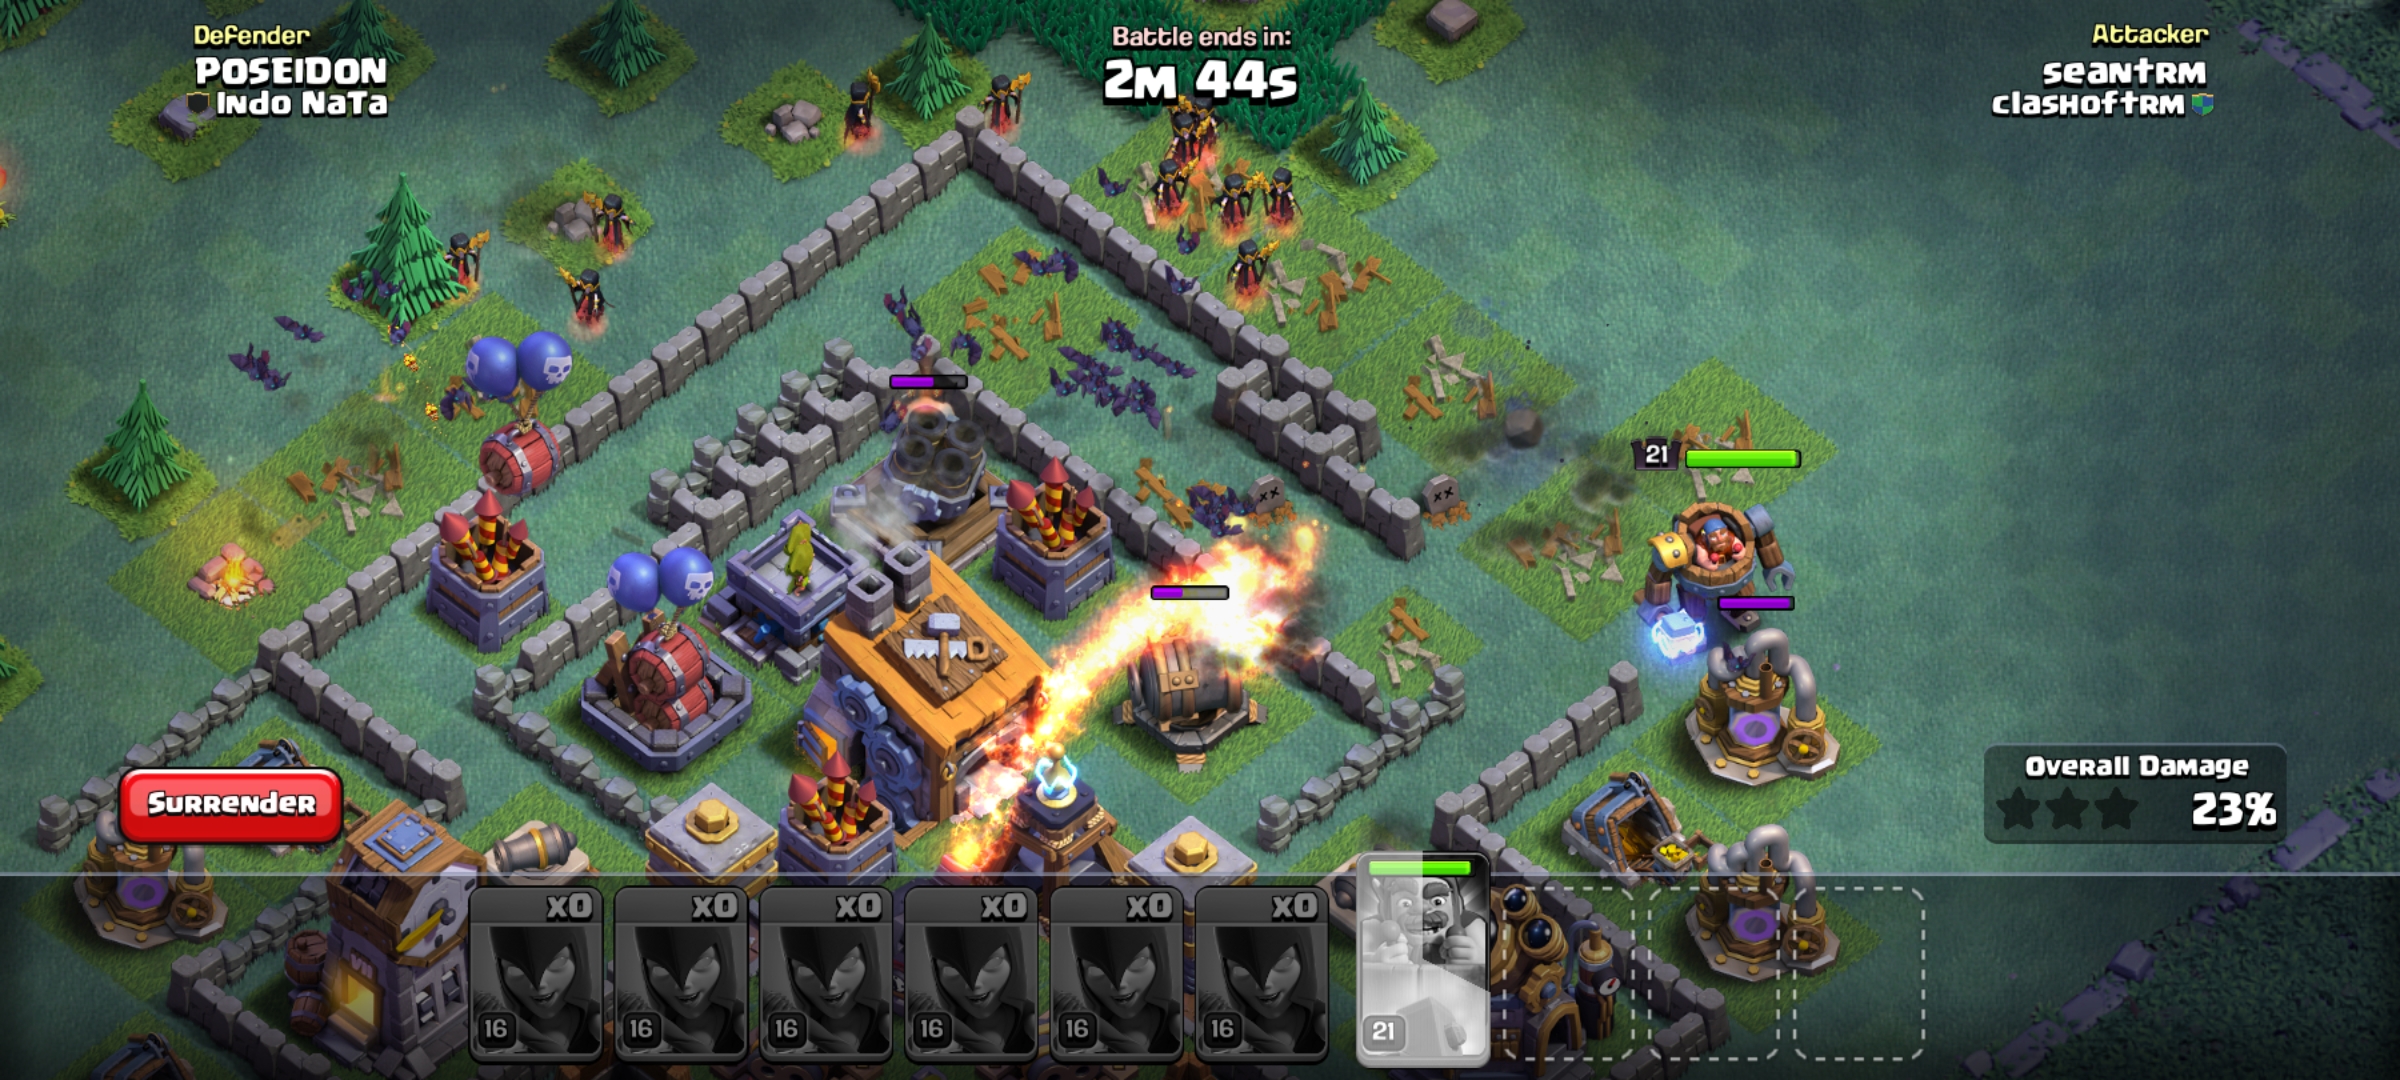 Defender
POSEIDON
Indo NaTa
Battle ends in:
2M 44s
Attacker
seantRM
clashoftRM
21
Surrender
Overall Damage
23%
x0
x0
x0
x0
x0
x0
16
16
16
16
16
16
21